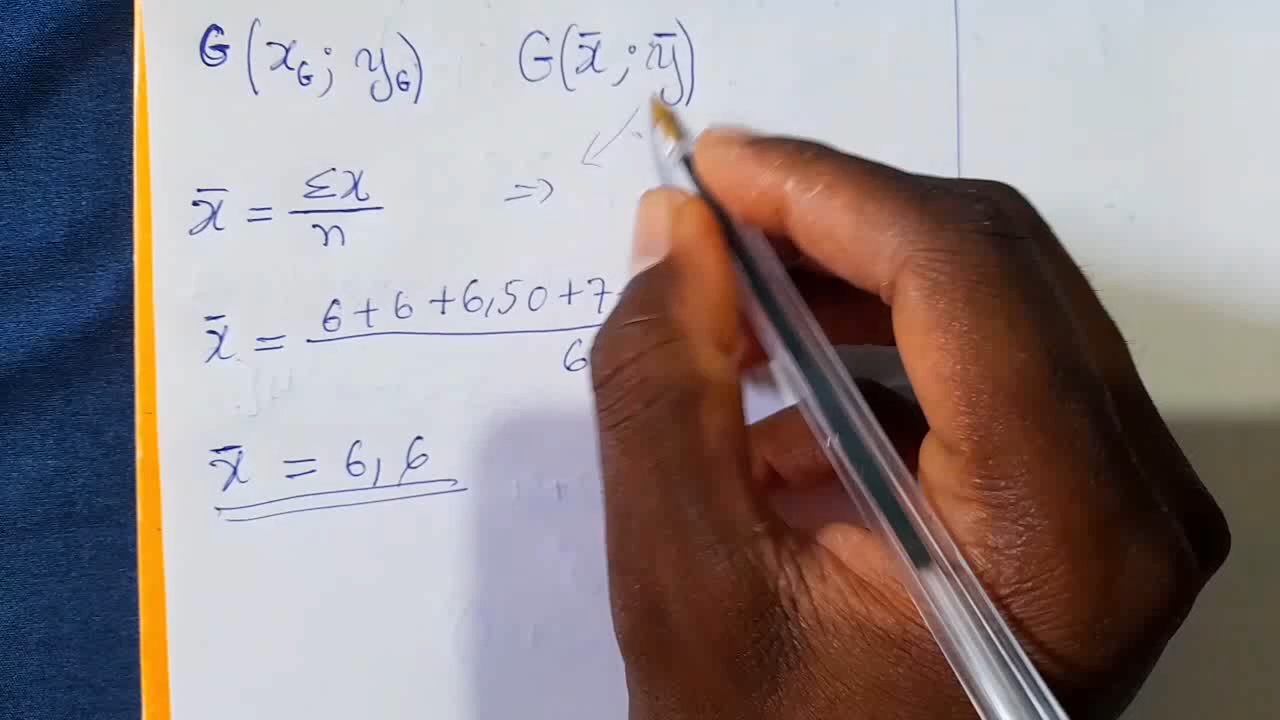 G (x_G; y_G) G(x̄; ȳ)
x̄ = Σx/n ⇒
x̄ = 6+6+6,50+7/6
x̄ = 6,6